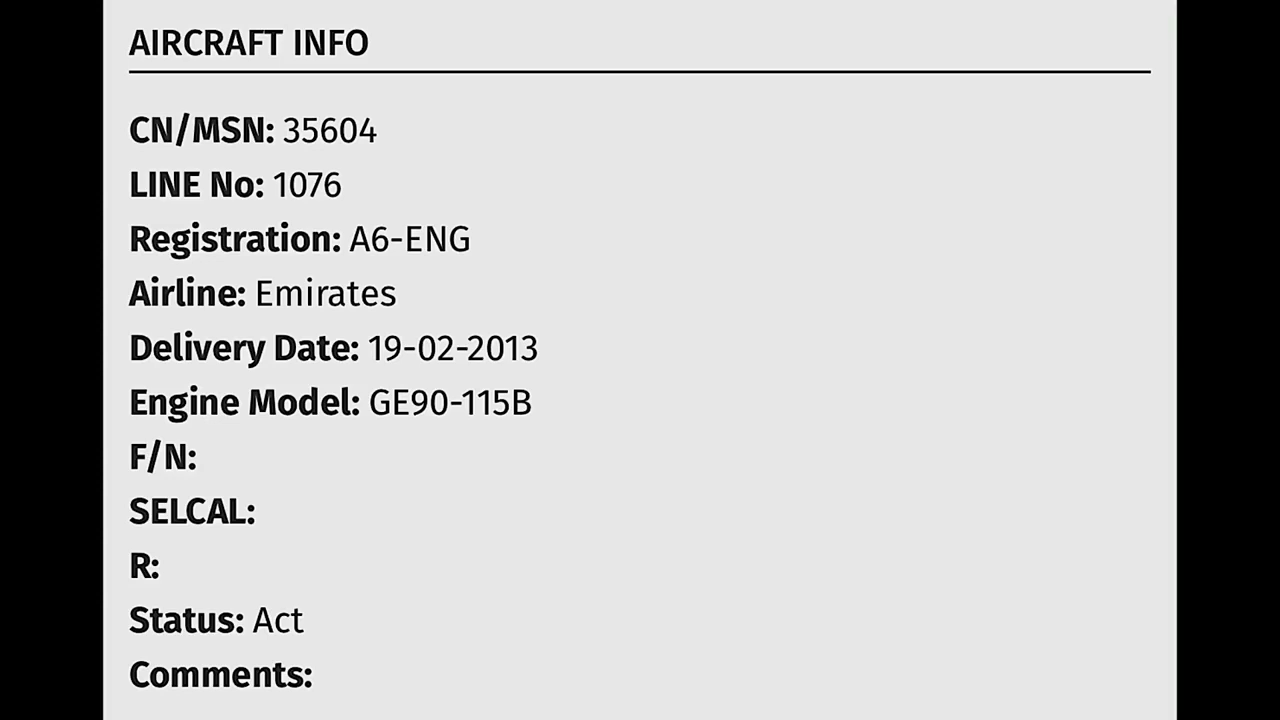 AIRCRAFT INFO
CN/MSN: 35604
LINE No: 1076
Registration: A6-ENG
Airline: Emirates
Delivery Date: 19-02-2013
Engine Model: GE90-115B
F/N:
SELCAL:
R:
Status: Act
Comments: